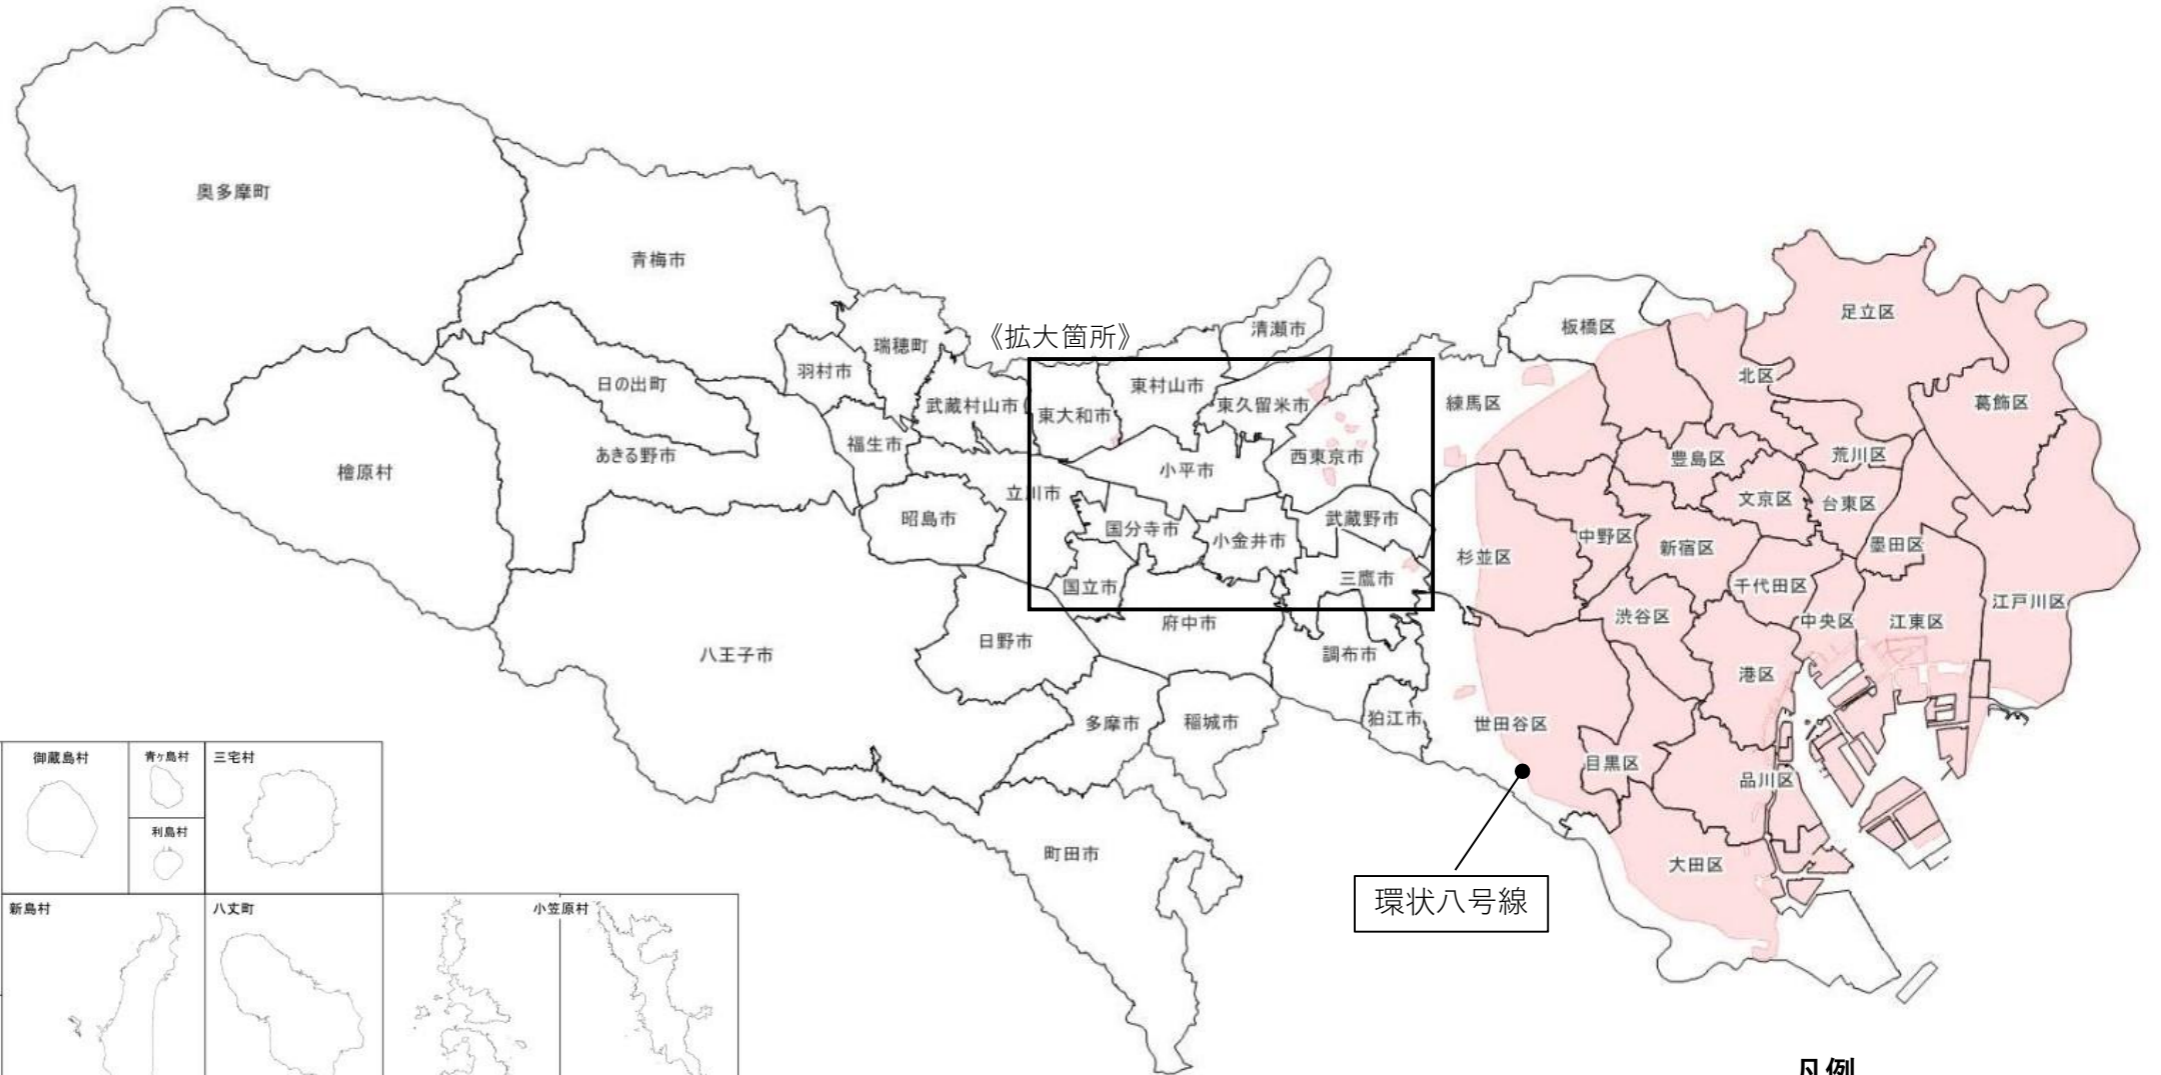 奥多摩町
青梅市
瑞穂町
羽村市
日の出町
あきる野市
檜原村
福生市
武蔵村山市
《拡大箇所》
東大和市
東村山市
清瀬市
東久留米市
西東京市
小平市
立川市
昭島市
国分寺市
小金井市
武蔵野市
三鷹市
国立市
府中市
日野市
八王子市
調布市
狛江市
多摩市
稲城市
町田市
板橋区
練馬区
足立区
北区
葛飾区
豊島区
荒川区
文京区
台東区
杉並区
中野区
新宿区
墨田区
千代田区
渋谷区
中央区
江東区
江戸川区
港区
世田谷区
目黒区
品川区
大田区
環状八号線
御蔵島村
青ヶ島村
三宅村
利島村
新島村
八丈町
小笠原村
凡例